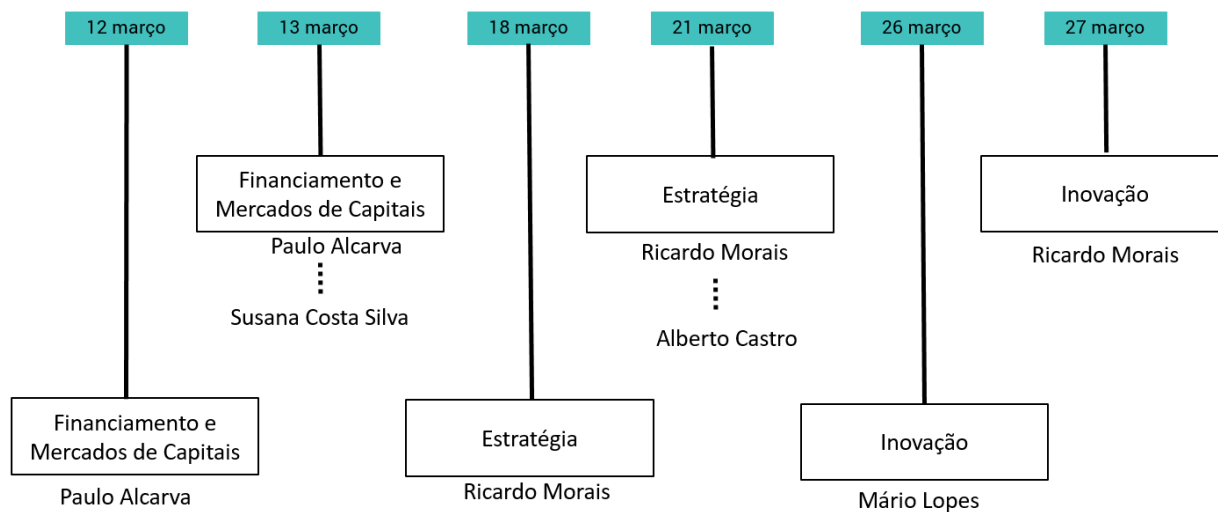 12 março
13 março
18 março
21 março
26 março
27 março
Financiamento e
Mercados de Capitais
Paulo Alcarva
Susana Costa Silva
Estratégia
Ricardo Morais
Alberto Castro
Inovação
Ricardo Morais
Financiamento e
Mercados de Capitais
Paulo Alcarva
Estratégia
Ricardo Morais
Inovação
Mário Lopes